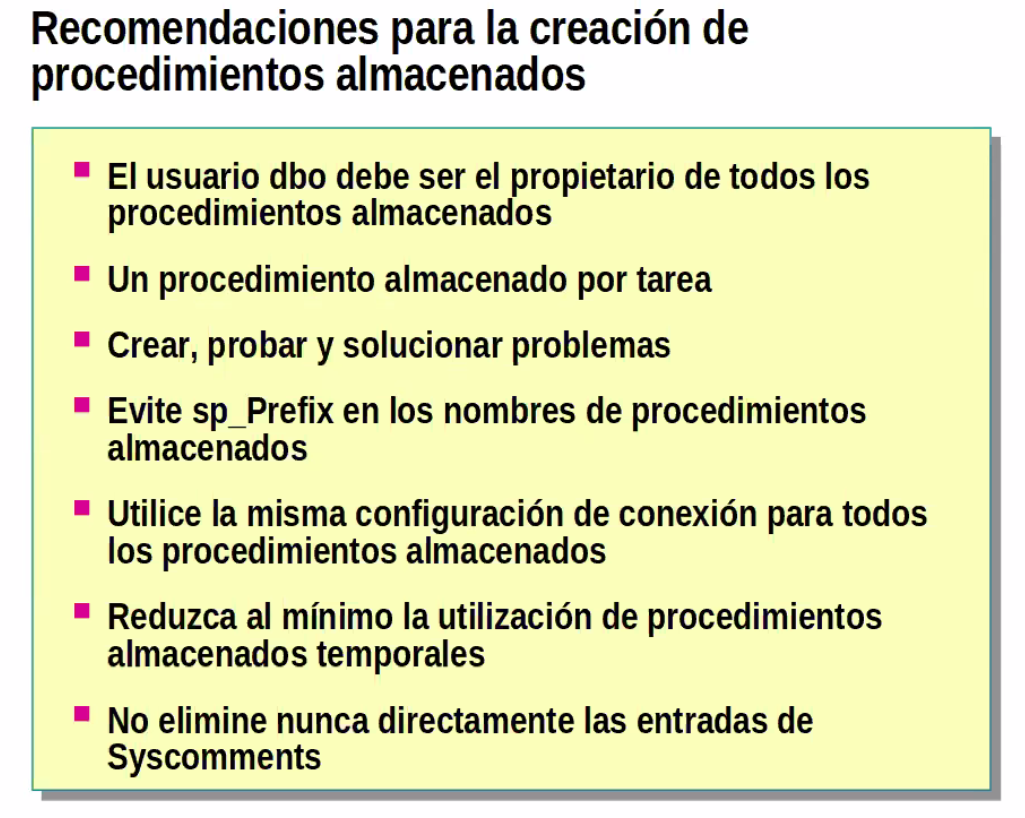 Recomendaciones para la creación de
procedimientos almacenados
El usuario dbo debe ser el propietario de todos los
procedimientos almacenados
Un procedimiento almacenado por tarea
Crear, probar y solucionar problemas
Evite sp_Prefix en los nombres de procedimientos
almacenados
Utilice la misma configuración de conexión para todos
los procedimientos almacenados
Reduzca al mínimo la utilización de procedimientos
almacenados temporales
No elimine nunca directamente las entradas de
Syscomments